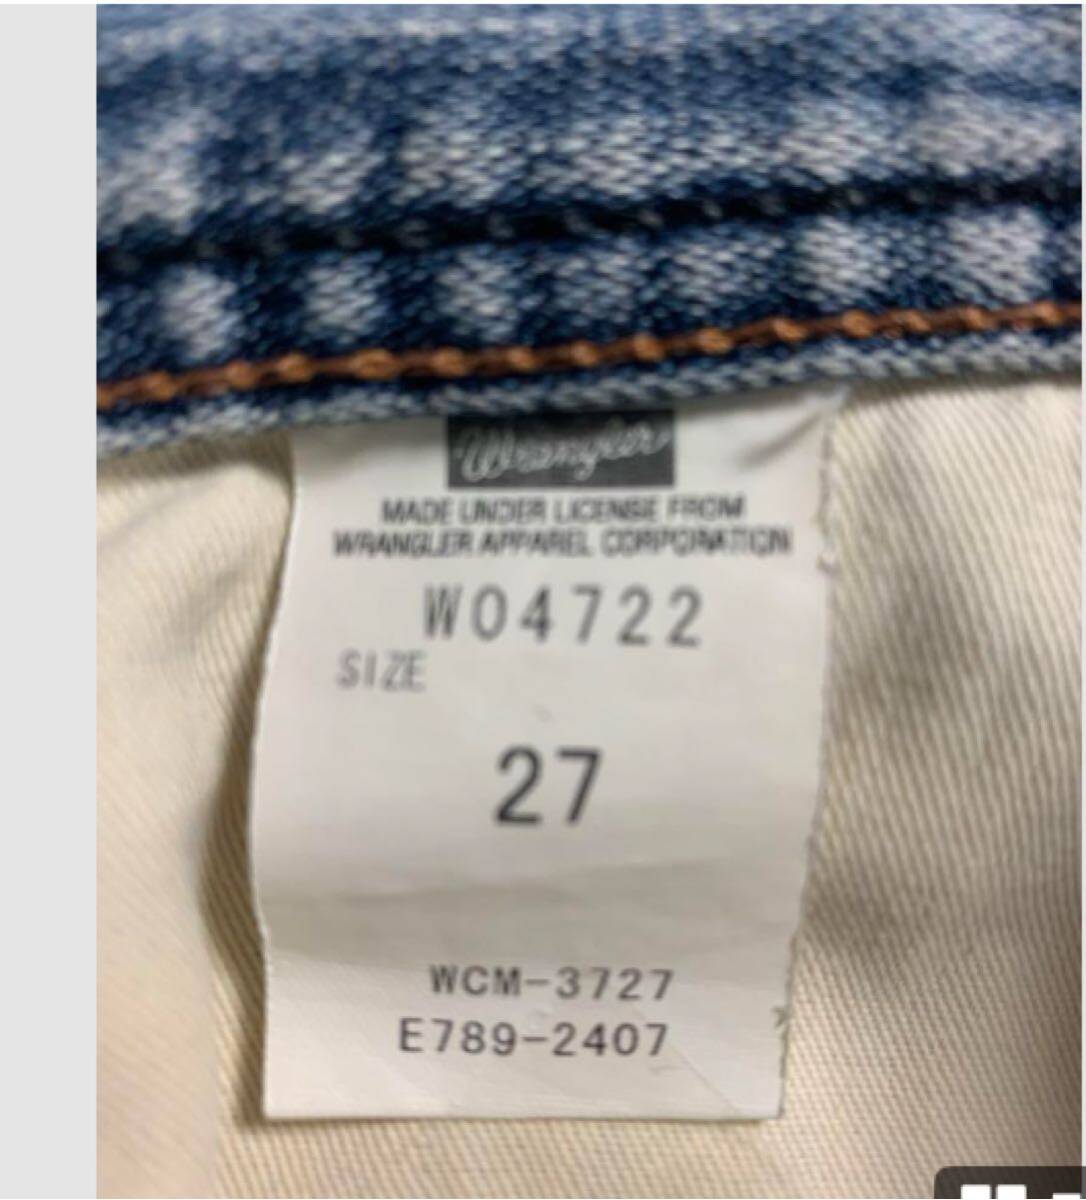 Wrangler
MADE UNDER LICENSE FROM
WRANGLER APPAREL CORPORATION
W04722
SIZE
27
WCM-3727
E789-2407